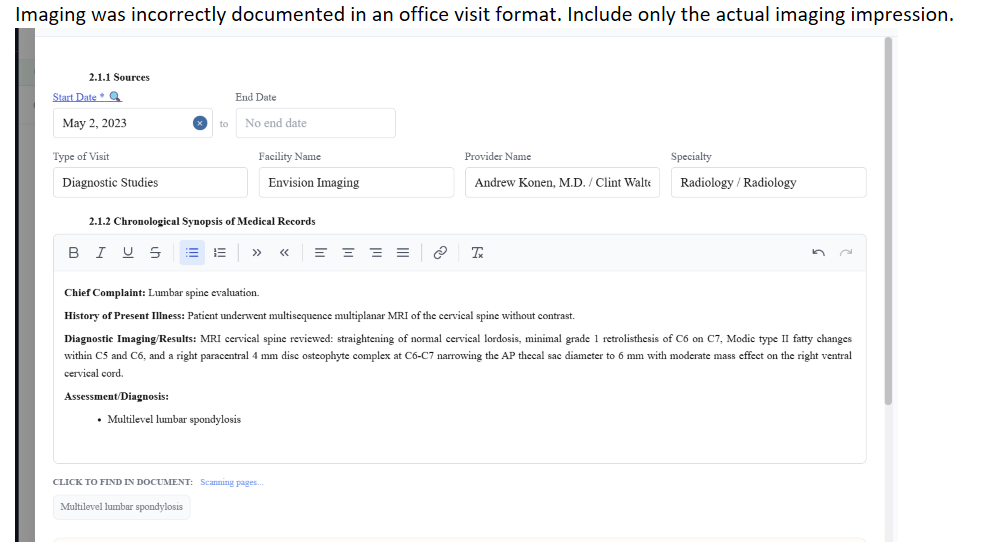 Imaging was incorrectly documented in an office visit format. Include only the actual imaging impression.
2.1.1 Sources
Start Date *
End Date
May 2, 2023
to
No end date
Type of Visit
Facility Name
Provider Name
Specialty
Diagnostic Studies
Envision Imaging
Andrew Konen, M.D. / Clint Walte
Radiology / Radiology
2.1.2 Chronological Synopsis of Medical Records
B I U S
Chief Complaint: Lumbar spine evaluation.
History of Present Illness: Patient underwent multisequence multiplanar MRI of the cervical spine without contrast.
Diagnostic Imaging/Results: MRI cervical spine reviewed: straightening of normal cervical lordosis, minimal grade 1 retrolisthesis of C6 on C7, Modic type II fatty changes
within C5 and C6, and a right paracentral 4 mm disc osteophyte complex at C6-C7 narrowing the AP thecal sac diameter to 6 mm with moderate mass effect on the right ventral
cervical cord.
Assessment/Diagnosis:
• Multilevel lumbar spondylosis
CLICK TO FIND IN DOCUMENT: Scanning pages...
Multilevel lumbar spondylosis